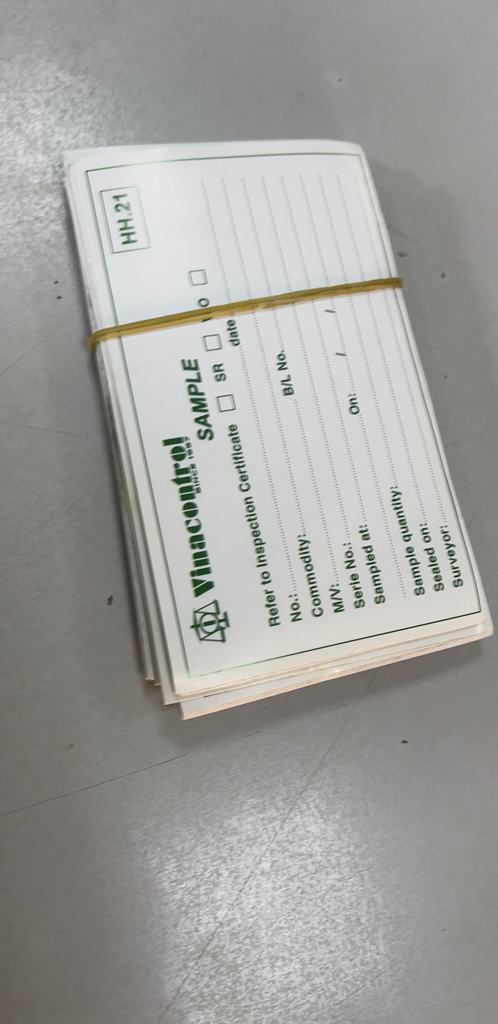 HH.21
Vinacontrol
SINCE 1957
SAMPLE
Refer to Inspection Certificate SR
No.: date
Commodity:
M/V: B/L No.
Serie No.:
Sampled at: On: / /
Sample quantity:
Sealed on:
Surveyor: